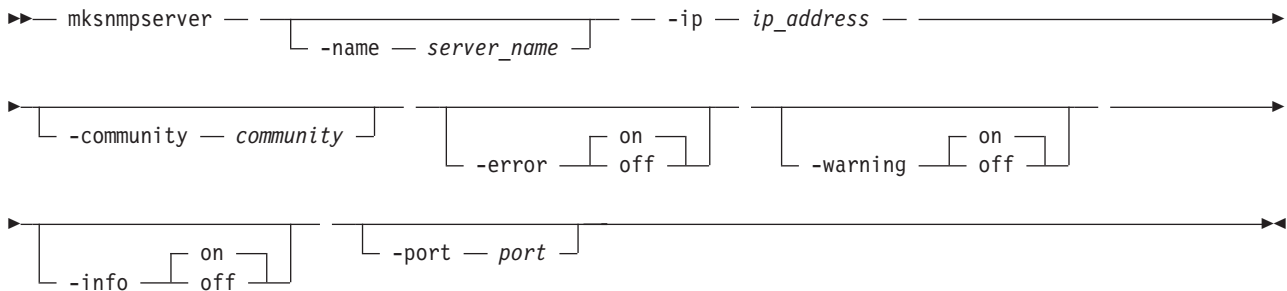 mksnmpserver -name server_name -ip ip_address
-community community -error on off -warning on off
-info on off -port port